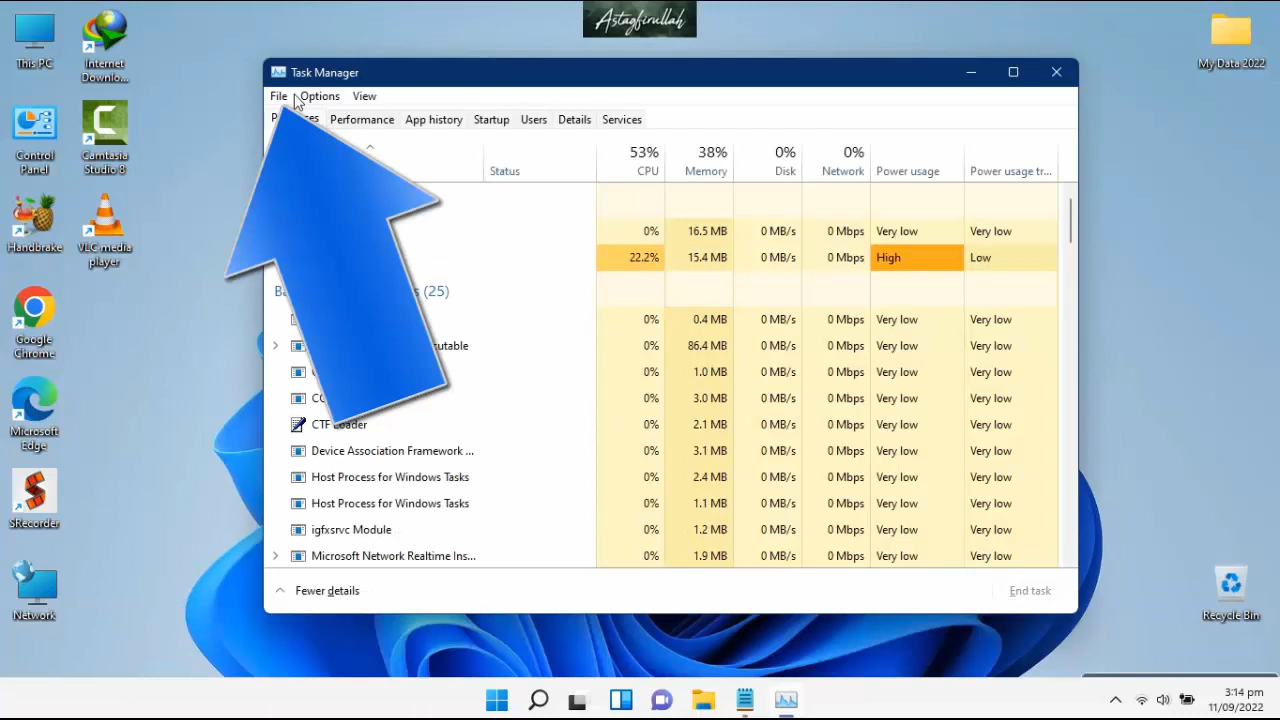 Astagfirullah
This PC
Internet
Downlo...
My Data 2022
Control
Panel
Camtasia
Studio 8
Handbrake
VLC media
player
Google
Chrome
Microsoft
Edge
SRecorder
Network
Recycle Bin
Task Manager
File Options View
Performance App history Startup Users Details Services
53% 38% 0% 0%
Status CPU Memory Disk Network Power usage Power usage tr...
0% 16.5 MB 0 MB/s 0 Mbps Very low Very low
22.2% 15.4 MB 0 MB/s 0 Mbps High Low
(25)
0% 0.4 MB 0 MB/s 0 Mbps Very low Very low
0% 86.4 MB 0 MB/s 0 Mbps Very low Very low
0% 1.0 MB 0 MB/s 0 Mbps Very low Very low
0% 3.0 MB 0 MB/s 0 Mbps Very low Very low
CTF Loader 0% 2.1 MB 0 MB/s 0 Mbps Very low Very low
Device Association Framework ... 0% 3.1 MB 0 MB/s 0 Mbps Very low Very low
Host Process for Windows Tasks 0% 2.4 MB 0 MB/s 0 Mbps Very low Very low
Host Process for Windows Tasks 0% 1.1 MB 0 MB/s 0 Mbps Very low Very low
igfxsrvc Module 0% 1.2 MB 0 MB/s 0 Mbps Very low Very low
Microsoft Network Realtime Ins... 0% 1.9 MB 0 MB/s 0 Mbps Very low Very low
Fewer details End task
3:14 pm
11/09/2022